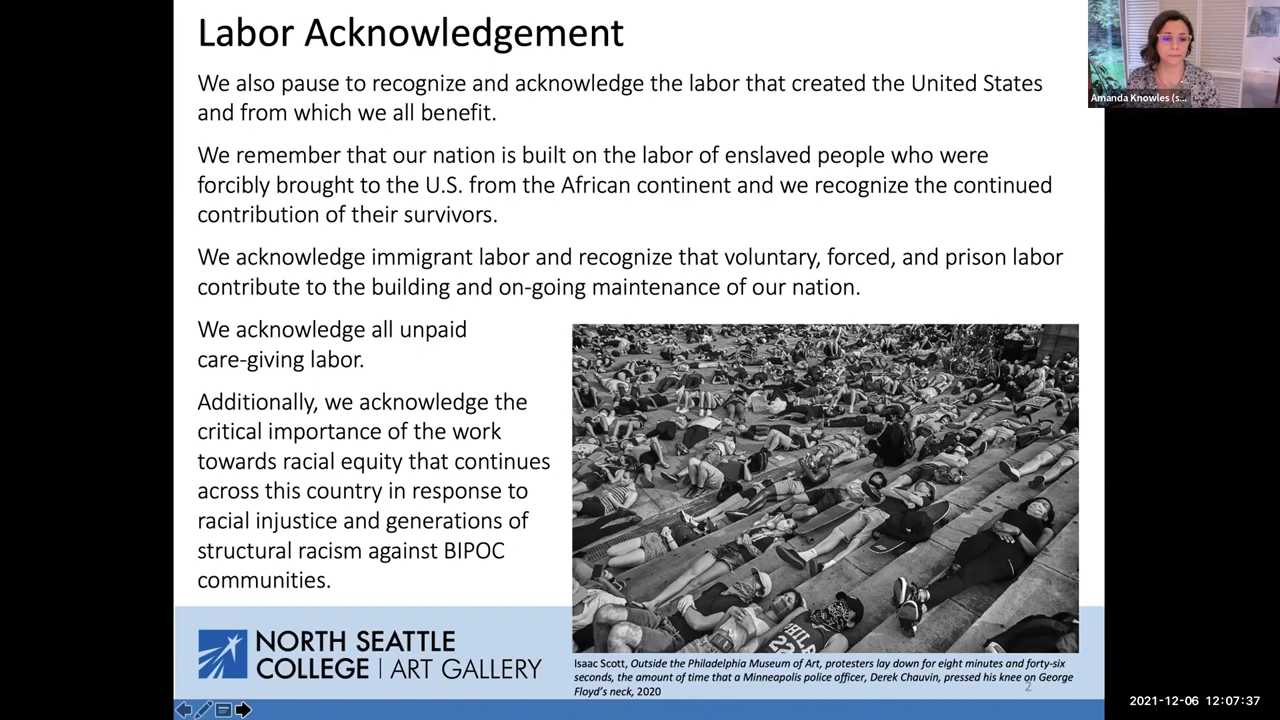 Labor Acknowledgement
We also pause to recognize and acknowledge the labor that created the United States
and from which we all benefit.
We remember that our nation is built on the labor of enslaved people who were
forcibly brought to the U.S. from the African continent and we recognize the continued
contribution of their survivors.
We acknowledge immigrant labor and recognize that voluntary, forced, and prison labor
contribute to the building and on-going maintenance of our nation.
We acknowledge all unpaid
care-giving labor.
Additionally, we acknowledge the
critical importance of the work
towards racial equity that continues
across this country in response to
racial injustice and generations of
structural racism against BIPOC
communities.
PHIL
22
NORTH SEATTLE
COLLEGE | ART GALLERY
Isaac Scott, Outside the Philadelphia Museum of Art, protesters lay down for eight minutes and forty-six
seconds, the amount of time that a Minneapolis police officer, Derek Chauvin, pressed his knee on George
Floyd's neck, 2020
2
Amanda Knowles (s...
2021-12-06 12:07:37